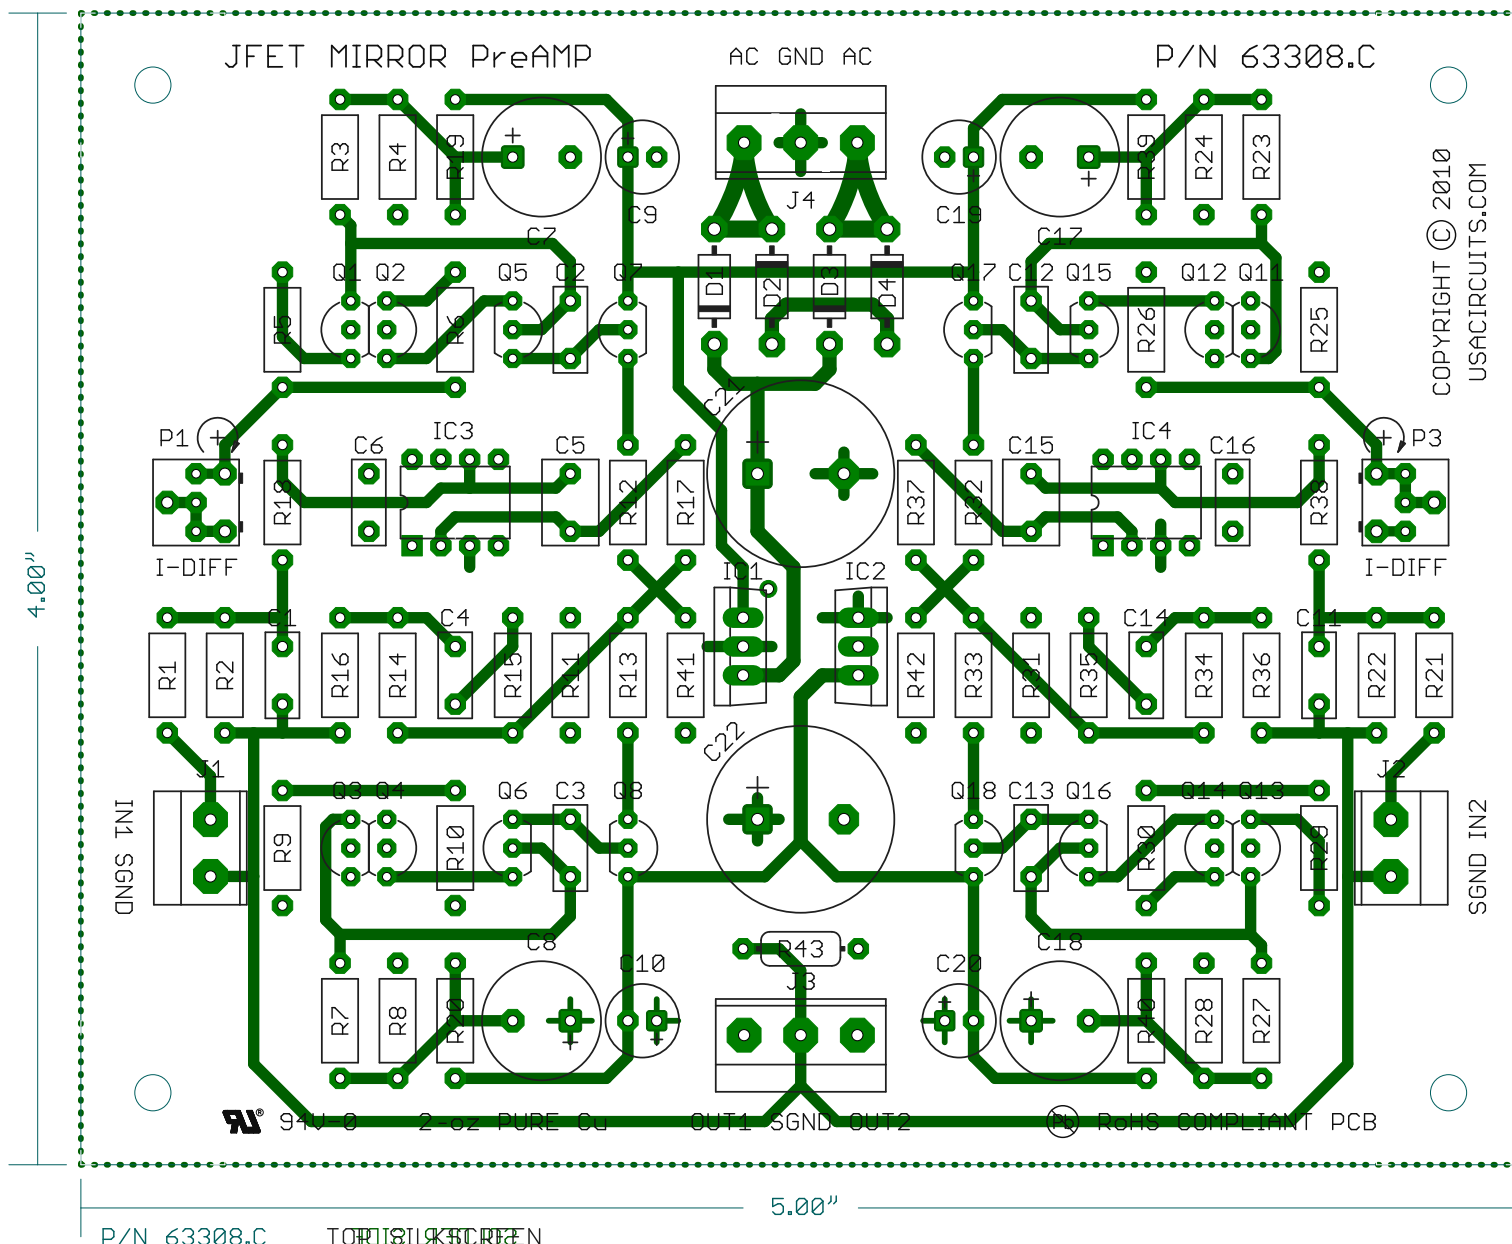 JFET MIRROR PreAMP
AC GND AC
P/N 63308.C
R3 R4 R19 C7 C9 J4 C19 C17 R39 R24 R23
COPYRIGHT © 2010
USACIRCUITS.COM
Q1 Q2 Q5 C2 Q7 D1 D2 D3 D4 Q17 C12 Q15 Q12 Q11
R5 R6 R26 R25
C21
P1 C6 IC3 C5 C15 IC4 C16 P3
R18 R12 R17 R37 R32 R38
I-DIFF IC1 IC2 I-DIFF
C1 C4 C14 C11
R1 R2 R16 R14 R15 R11 R13 R41 R42 R33 R31 R35 R34 R36 R22 R21
4.00"
C22
J1 J2
Q3 Q4 Q6 C3 Q8 Q18 C13 Q16 Q14 Q13
IN1 SGND
R9 R10 R30 R29
SGND IN2
C8 C10 R43 C20 C18
J3
R7 R8 R20 R40 R28 R27
94V-0 2-oz PURE Cu OUT1 SGND OUT2 Pb RoHS COMPLIANT PCB
5.00"
P/N 63308.C